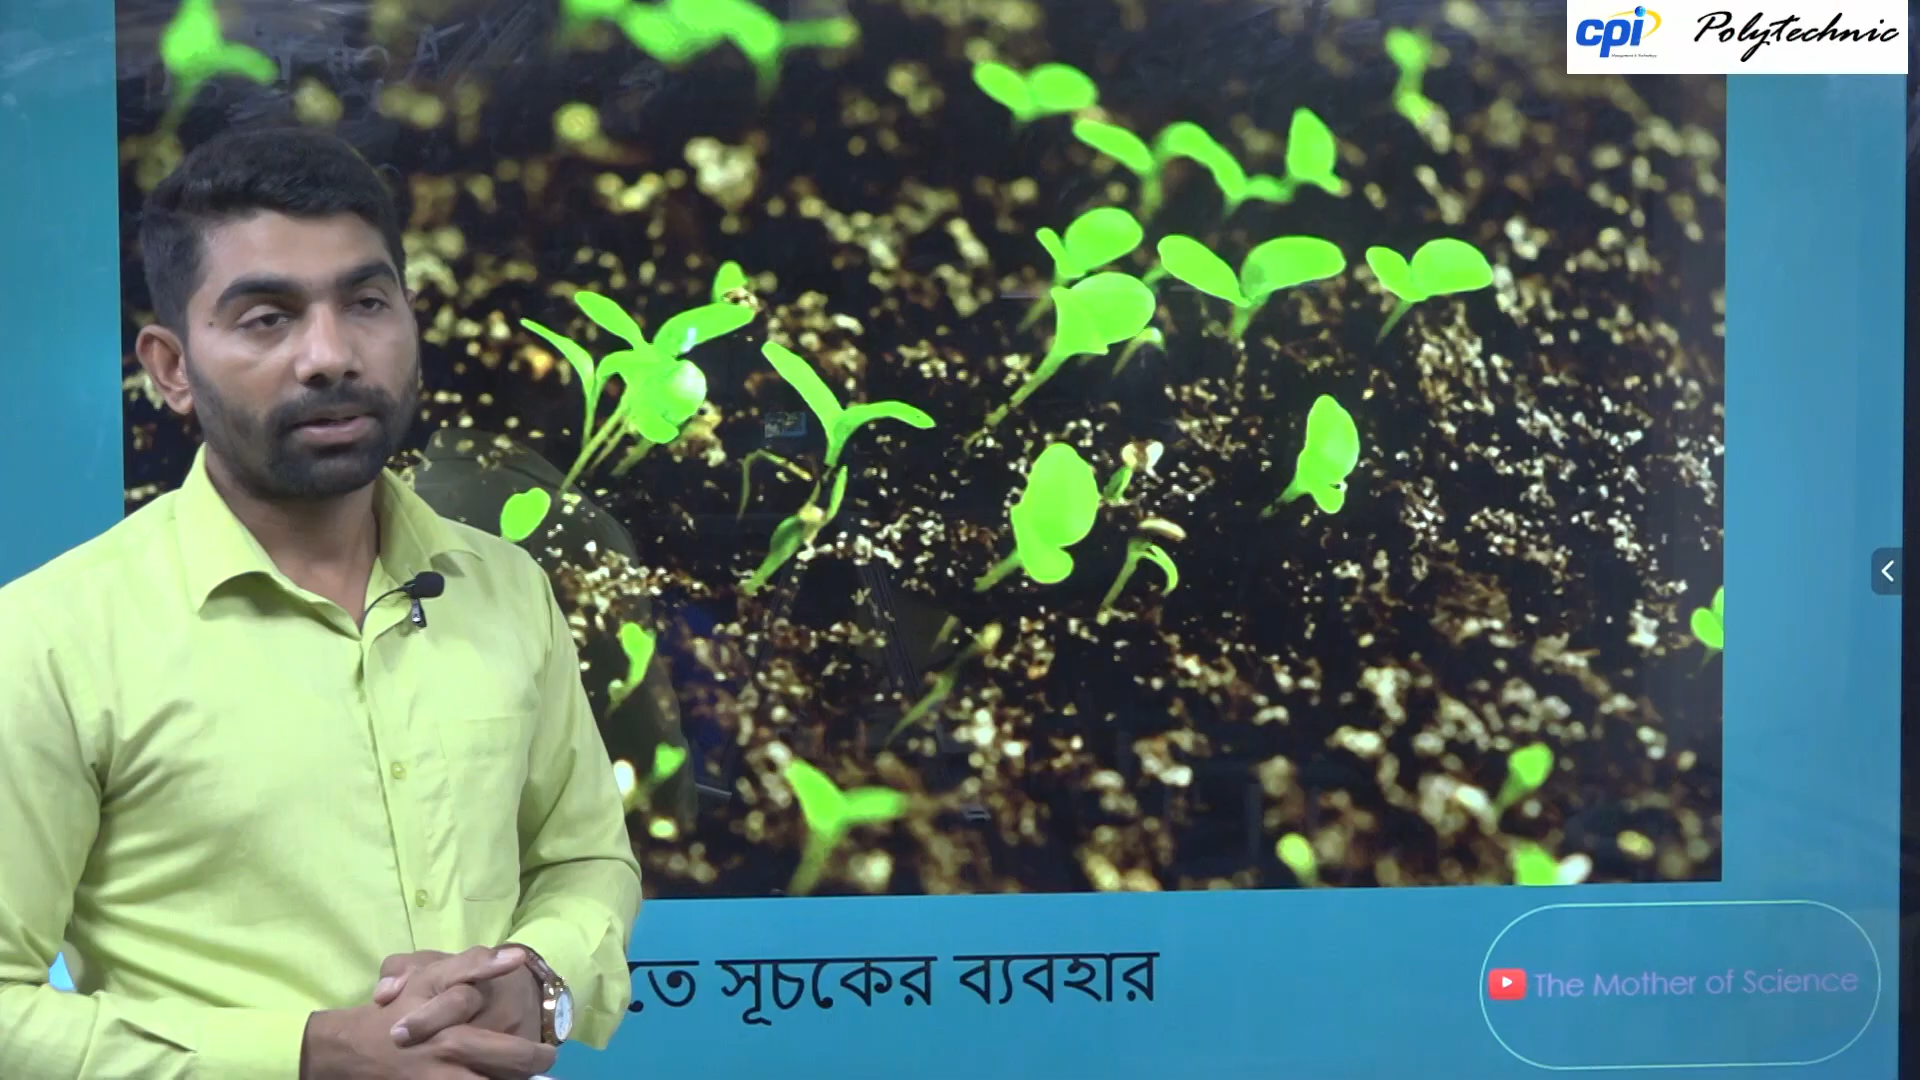 cpi Polytechnic
তে সূচকের ব্যবহার
The Mother of Science